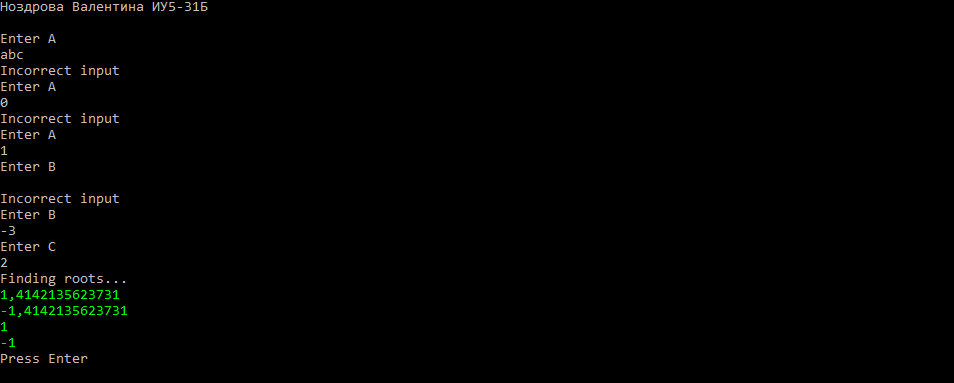 Ноздрова Валентина ИУ5-31Б
Enter A
abc
Incorrect input
Enter A
0
Incorrect input
Enter A
1
Enter B
Incorrect input
Enter B
-3
Enter C
2
Finding roots...
1,4142135623731
-1,4142135623731
1
-1
Press Enter